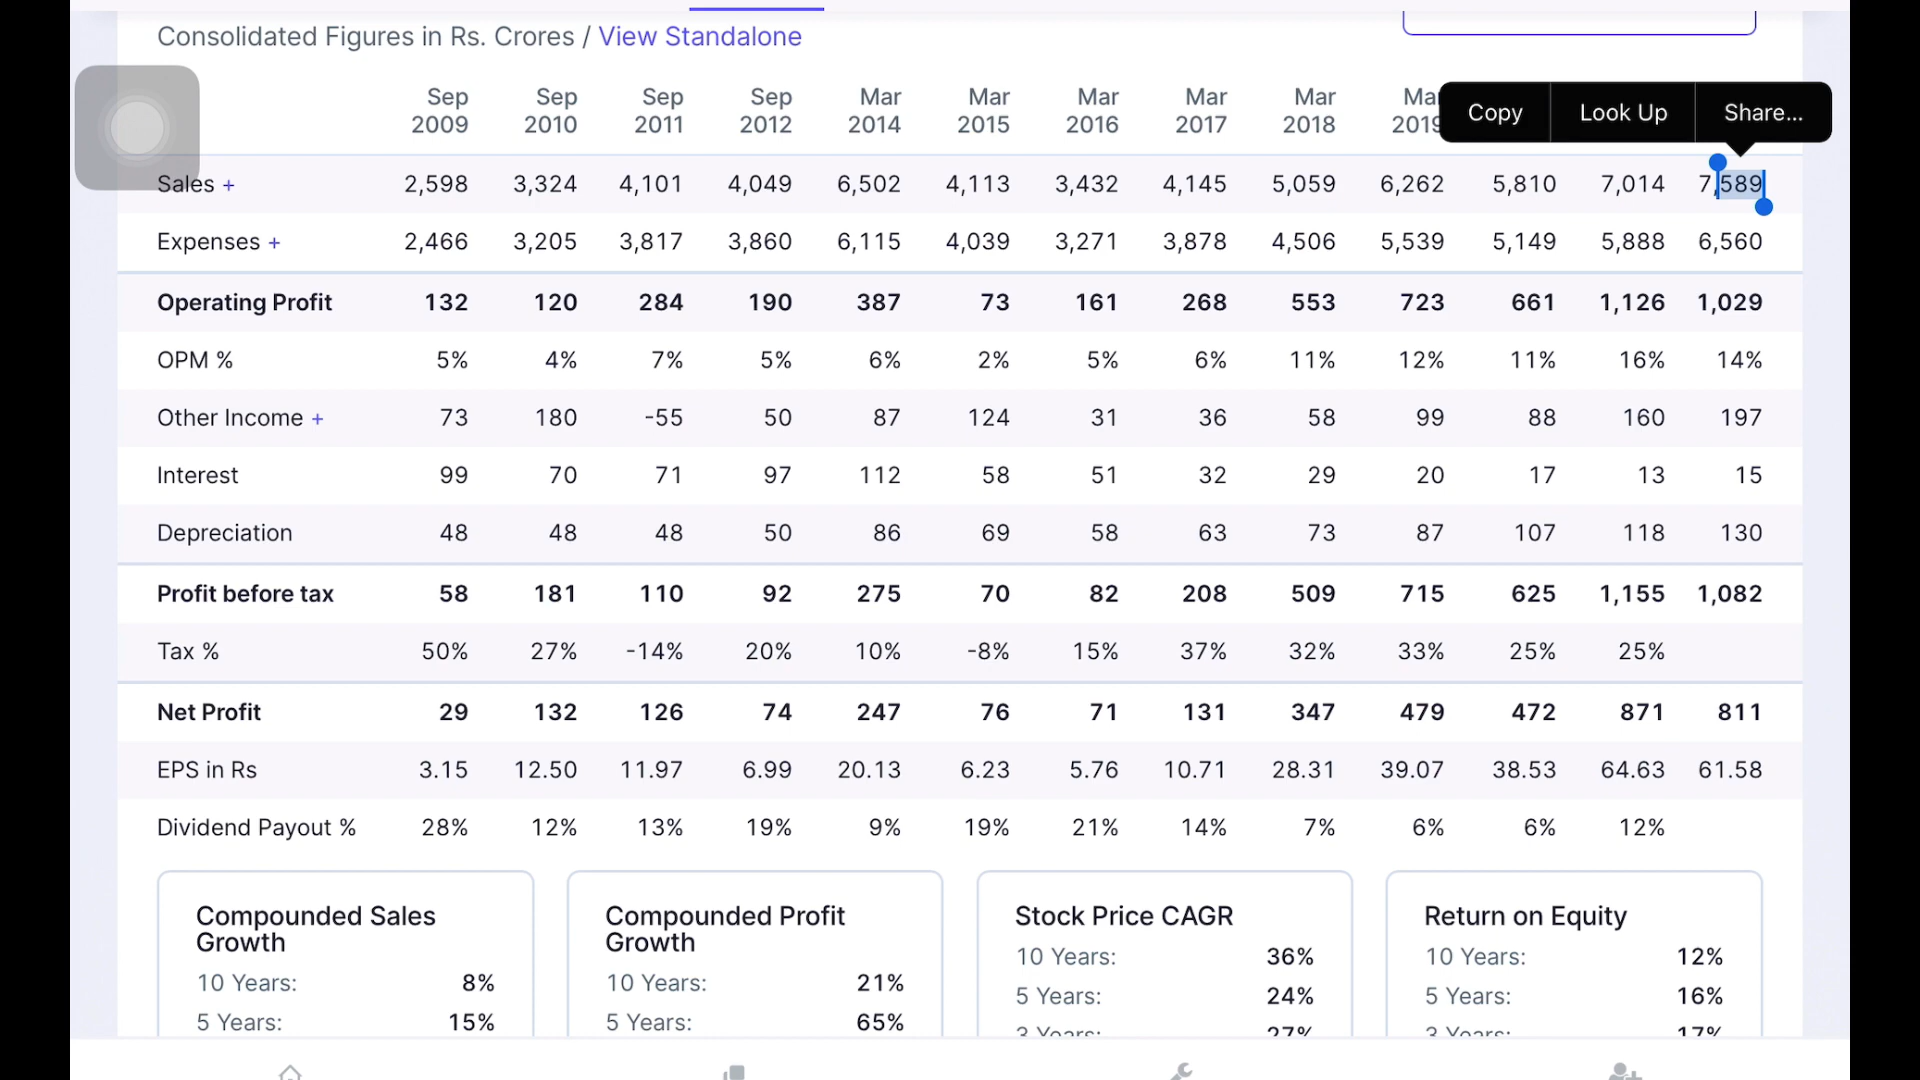 Consolidated Figures in Rs. Crores / View Standalone
Sep 2009 Sep 2010 Sep 2011 Sep 2012 Mar 2014 Mar 2015 Mar 2016 Mar 2017 Mar 2018 Mar 2019
Copy Look Up Share...
Sales + 2,598 3,324 4,101 4,049 6,502 4,113 3,432 4,145 5,059 6,262 5,810 7,014 7,589
Expenses + 2,466 3,205 3,817 3,860 6,115 4,039 3,271 3,878 4,506 5,539 5,149 5,888 6,560
Operating Profit 132 120 284 190 387 73 161 268 553 723 661 1,126 1,029
OPM % 5% 4% 7% 5% 6% 2% 5% 6% 11% 12% 11% 16% 14%
Other Income + 73 180 -55 50 87 124 31 36 58 99 88 160 197
Interest 99 70 71 97 112 58 51 32 29 20 17 13 15
Depreciation 48 48 48 50 86 69 58 63 73 87 107 118 130
Profit before tax 58 181 110 92 275 70 82 208 509 715 625 1,155 1,082
Tax % 50% 27% -14% 20% 10% -8% 15% 37% 32% 33% 25% 25%
Net Profit 29 132 126 74 247 76 71 131 347 479 472 871 811
EPS in Rs 3.15 12.50 11.97 6.99 20.13 6.23 5.76 10.71 28.31 39.07 38.53 64.63 61.58
Dividend Payout % 28% 12% 13% 19% 9% 19% 21% 14% 7% 6% 6% 12%
Compounded Sales
Growth
10 Years: 8%
5 Years: 15%
Compounded Profit
Growth
10 Years: 21%
5 Years: 65%
Stock Price CAGR
10 Years: 36%
5 Years: 24%
3 Years: 27%
Return on Equity
10 Years: 12%
5 Years: 16%
3 Years: 17%